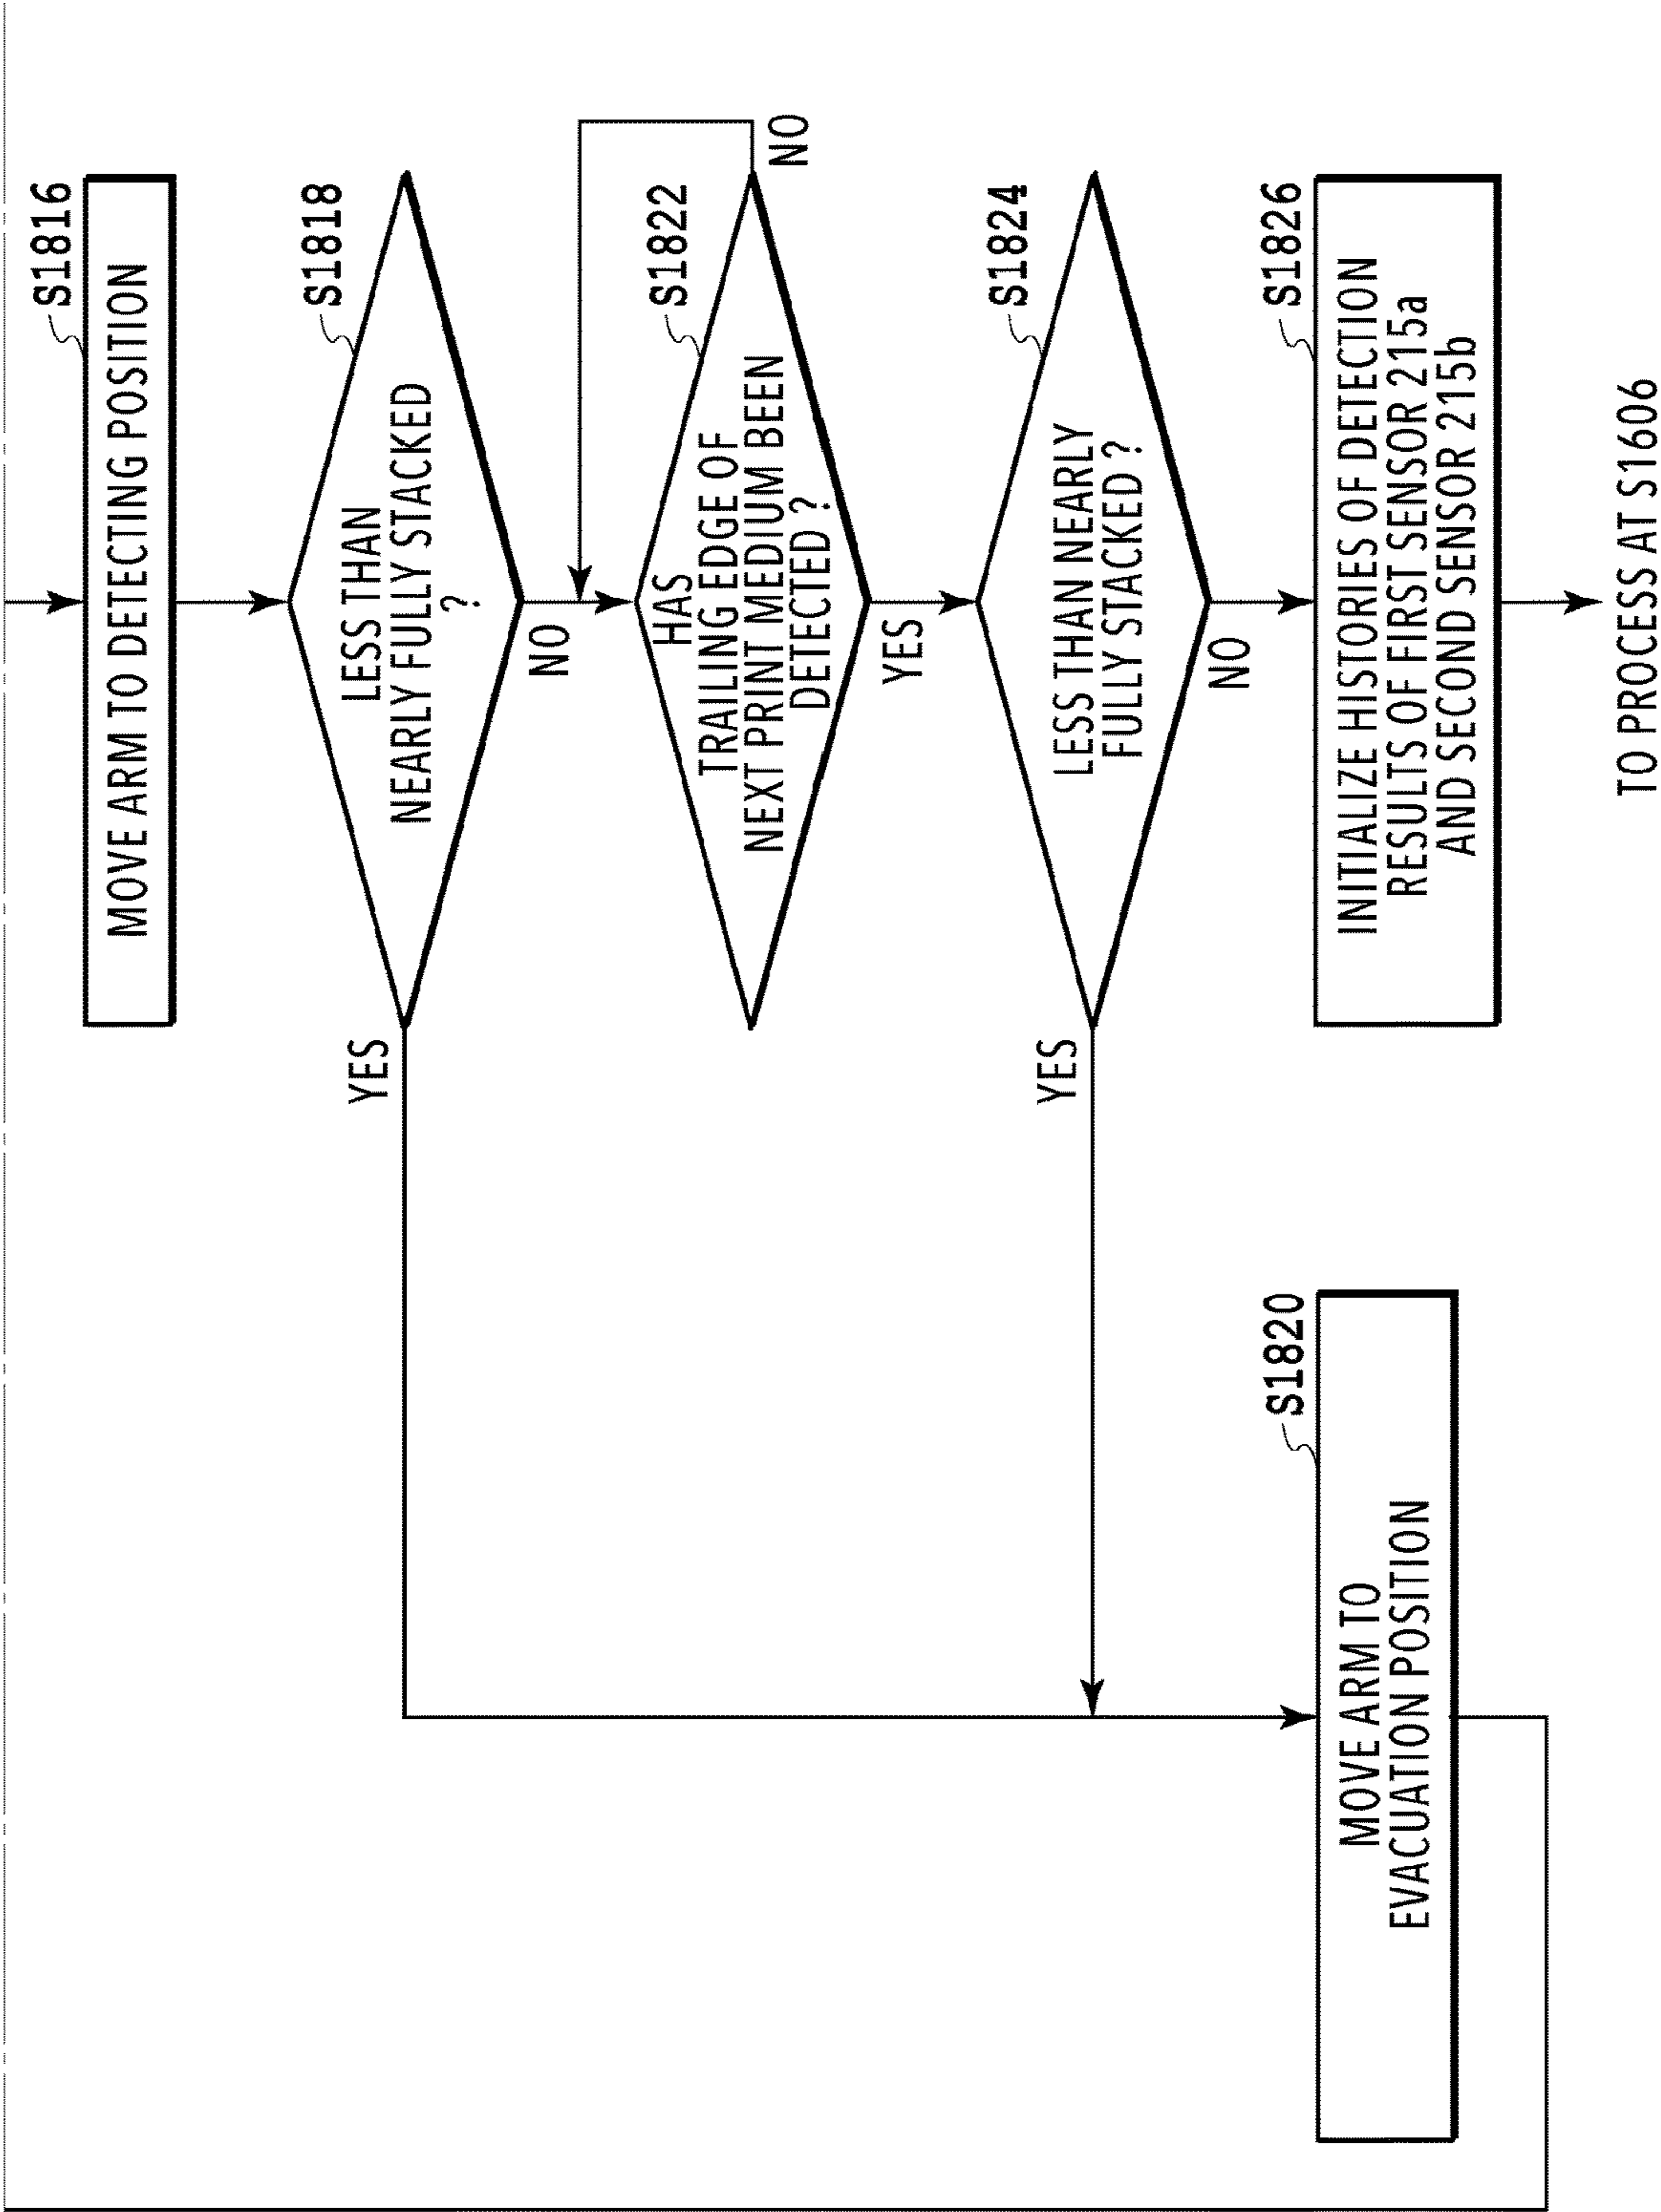 S1816
MOVE ARM TO DETECTING POSITION
S1818
LESS THAN
NEARLY FULLY STACKED
?
YES
NO
S1822
HAS
TRAILING EDGE OF
NEXT PRINT MEDIUM BEEN
DETECTED ?
NO
YES
S1824
LESS THAN NEARLY
FULLY STACKED ?
YES
NO
S1826
INITIALIZE HISTORIES OF DETECTION
RESULTS OF FIRST SENSOR 215a
AND SECOND SENSOR 215b
S1820
MOVE ARM TO
EVACUATION POSITION
TO PROCESS AT S1606